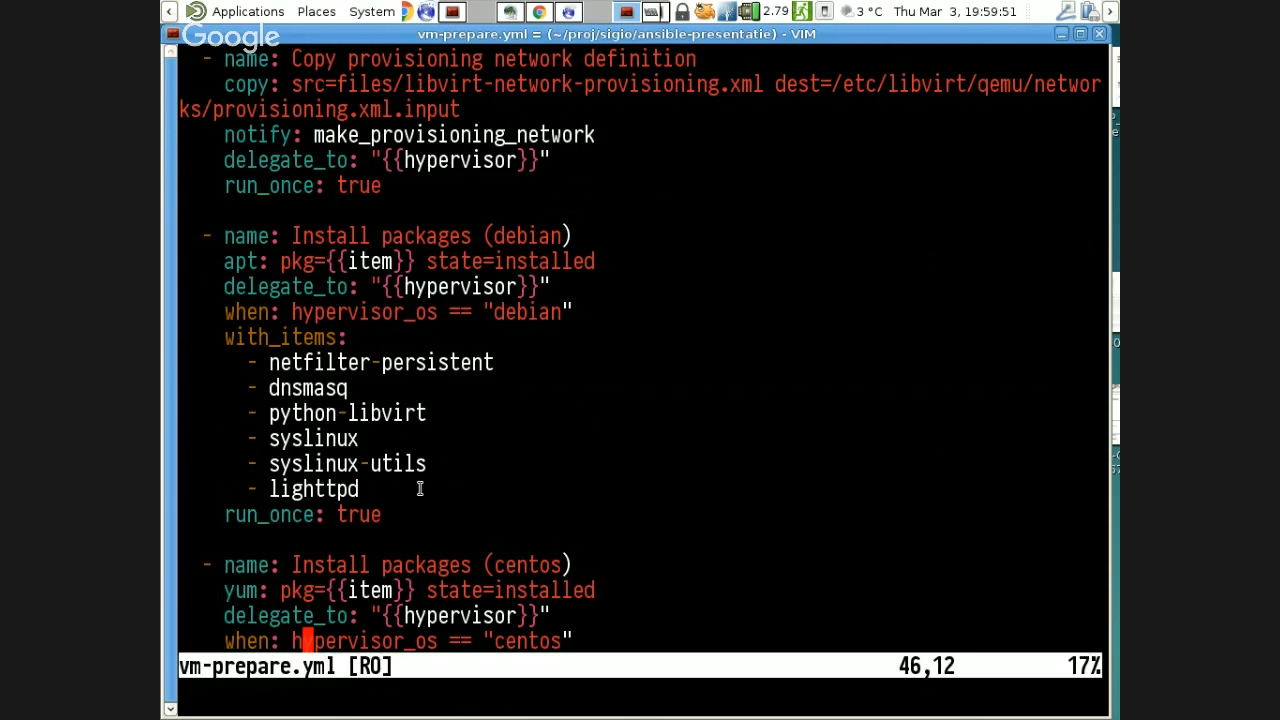 Applications Places System 2.79 3 °C Thu Mar 3, 19:59:51
Google
vm-prepare.yml = (~/proj/sigio/ansible-presentatie) - VIM
- name: Copy provisioning network definition
copy: src=files/libvirt-network-provisioning.xml dest=/etc/libvirt/qemu/networ
ks/provisioning.xml.input
notify: make_provisioning_network
delegate_to: "{{hypervisor}}"
run_once: true
- name: Install packages (debian)
apt: pkg={{item}} state=installed
delegate_to: "{{hypervisor}}"
when: hypervisor_os == "debian"
with_items:
- netfilter-persistent
- dnsmasq
- python-libvirt
- syslinux
- syslinux-utils
- lighttpd
run_once: true
- name: Install packages (centos)
yum: pkg={{item}} state=installed
delegate_to: "{{hypervisor}}"
when: hypervisor_os == "centos"
vm-prepare.yml [RO] 46,12 17%